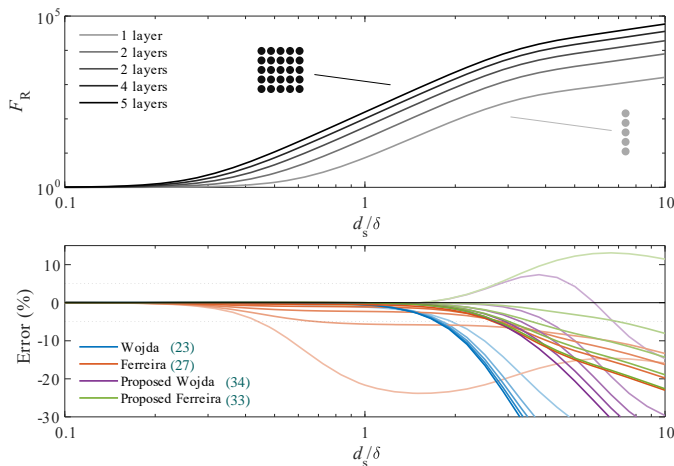 10^5
F_R
1 layer
2 layers
2 layers
4 layers
5 layers
10^0
0.1
1
10
d_s/δ
10
0
-10
-20
-30
Error (%)
Wojda (23)
Ferreira (27)
Proposed Wojda (34)
Proposed Ferreira (33)
0.1
1
10
d_s/δ